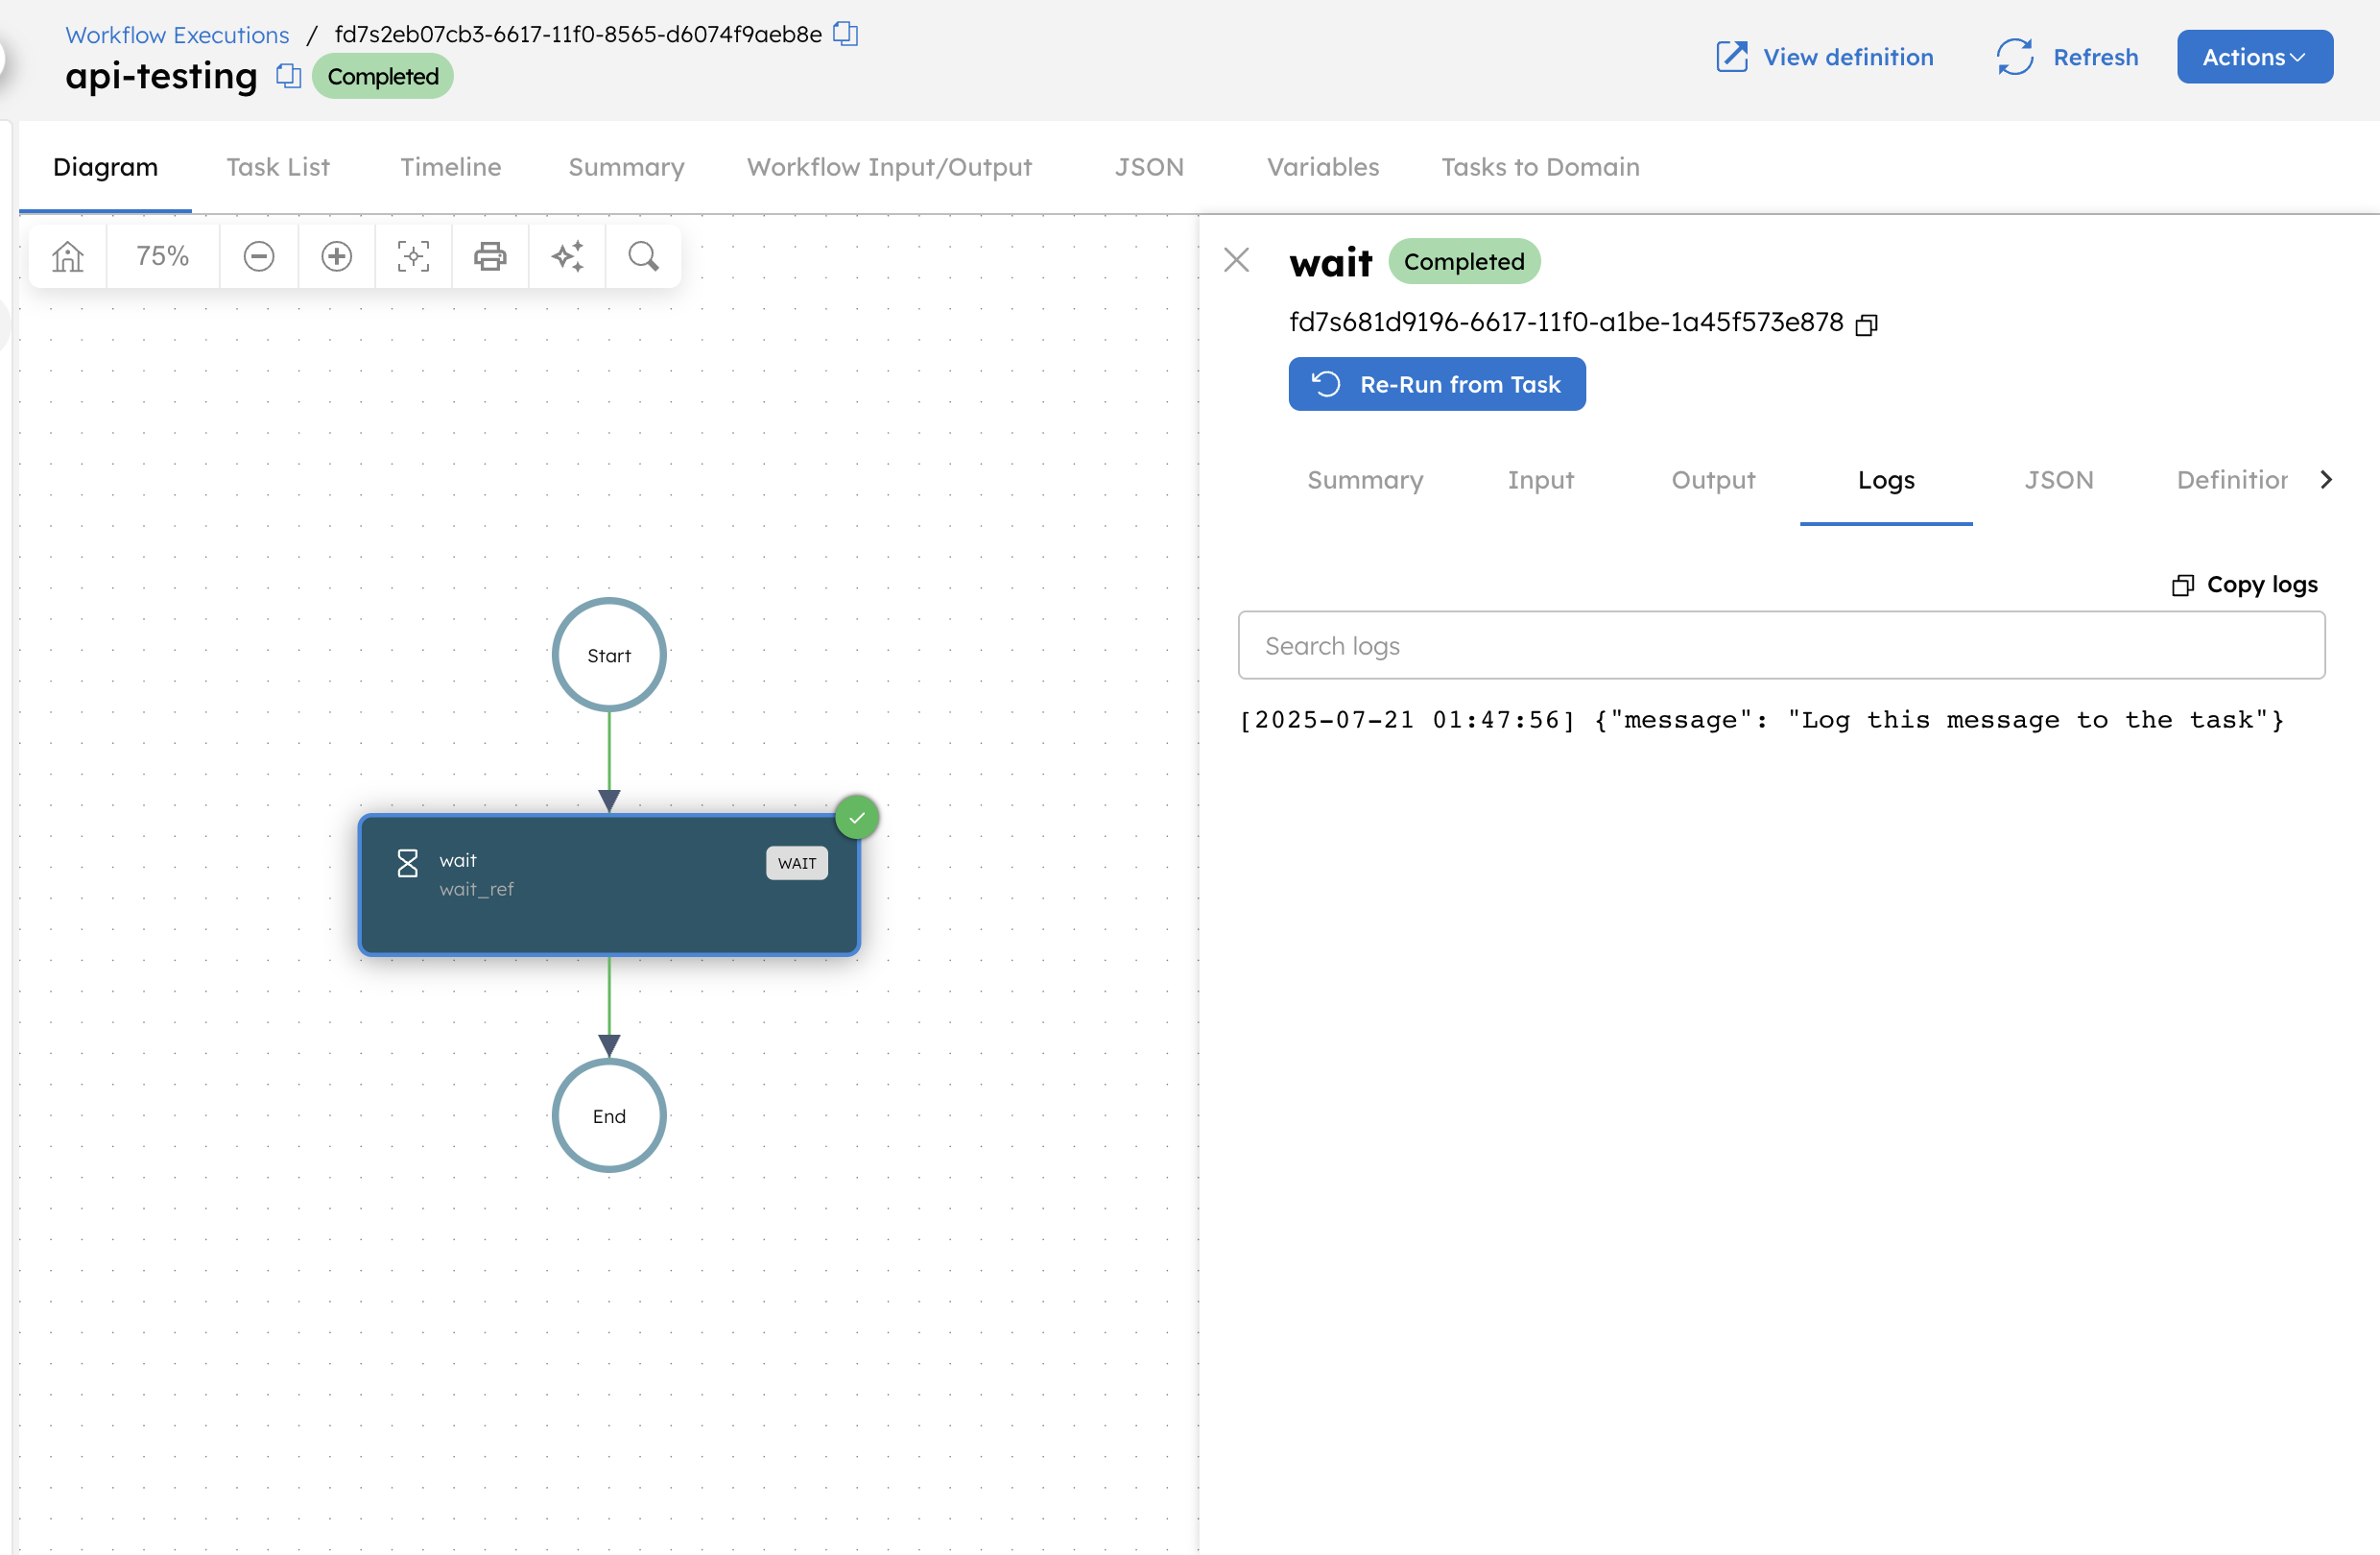 Workflow Executions / fd7s2eb07cb3-6617-11f0-8565-d6074f9aeb8e
api-testing Completed
View definition Refresh Actions
Diagram Task List Timeline Summary Workflow Input/Output JSON Variables Tasks to Domain
75%
wait Completed
fd7s681d9196-6617-11f0-a1be-1a45f573e878
Re-Run from Task
Summary Input Output Logs JSON Definitior
Copy logs
Search logs
[2025-07-21 01:47:56] {"message": "Log this message to the task"}
Start
wait WAIT
wait_ref
End